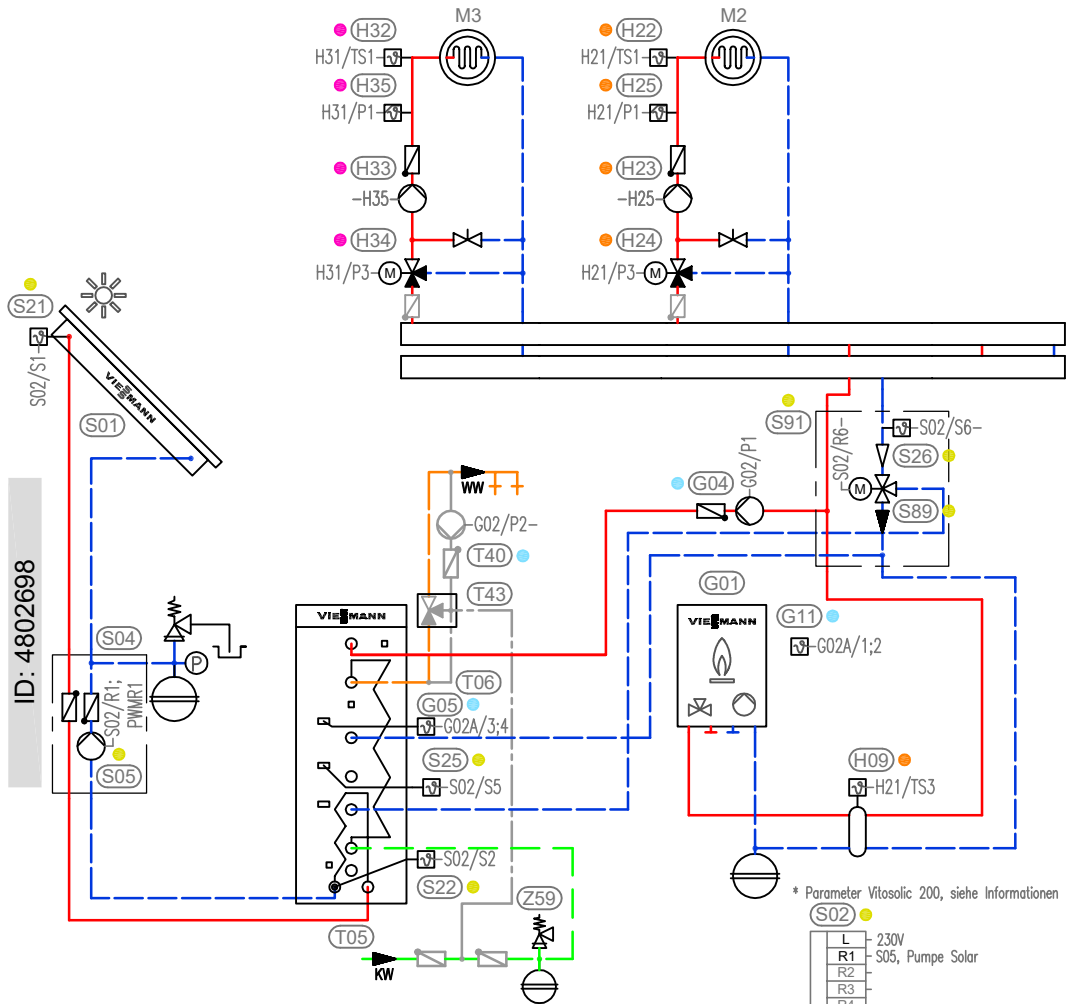 M3
M2
H32
H22
H31/TS1
H21/TS1
H35
H25
H31/P1
H21/P1
H33
H23
-H35-
-H25-
H34
H24
H31/P3
M
H21/P3
M
S21
S02/S1-
VIESSMANN
S01
S91
S02/R6-
S02/S6-
S26
M
S89
WW
G04
G02/P1
G02/P2-
T40
T43
G01
ID: 4802698
VIESSMANN
VIESSMANN
G11
G02A/1;2
S04
P
S02/R1;
PWMR1
S05
T06
G05
G02A/3;4
S25
S02/S5
H09
H21/TS3
S02/S2
S22
Z59
T05
KW
* Parameter Vitosolic 200, siehe Informationen
S02
L 230V
R1 S05, Pumpe Solar
R2
R3
R4